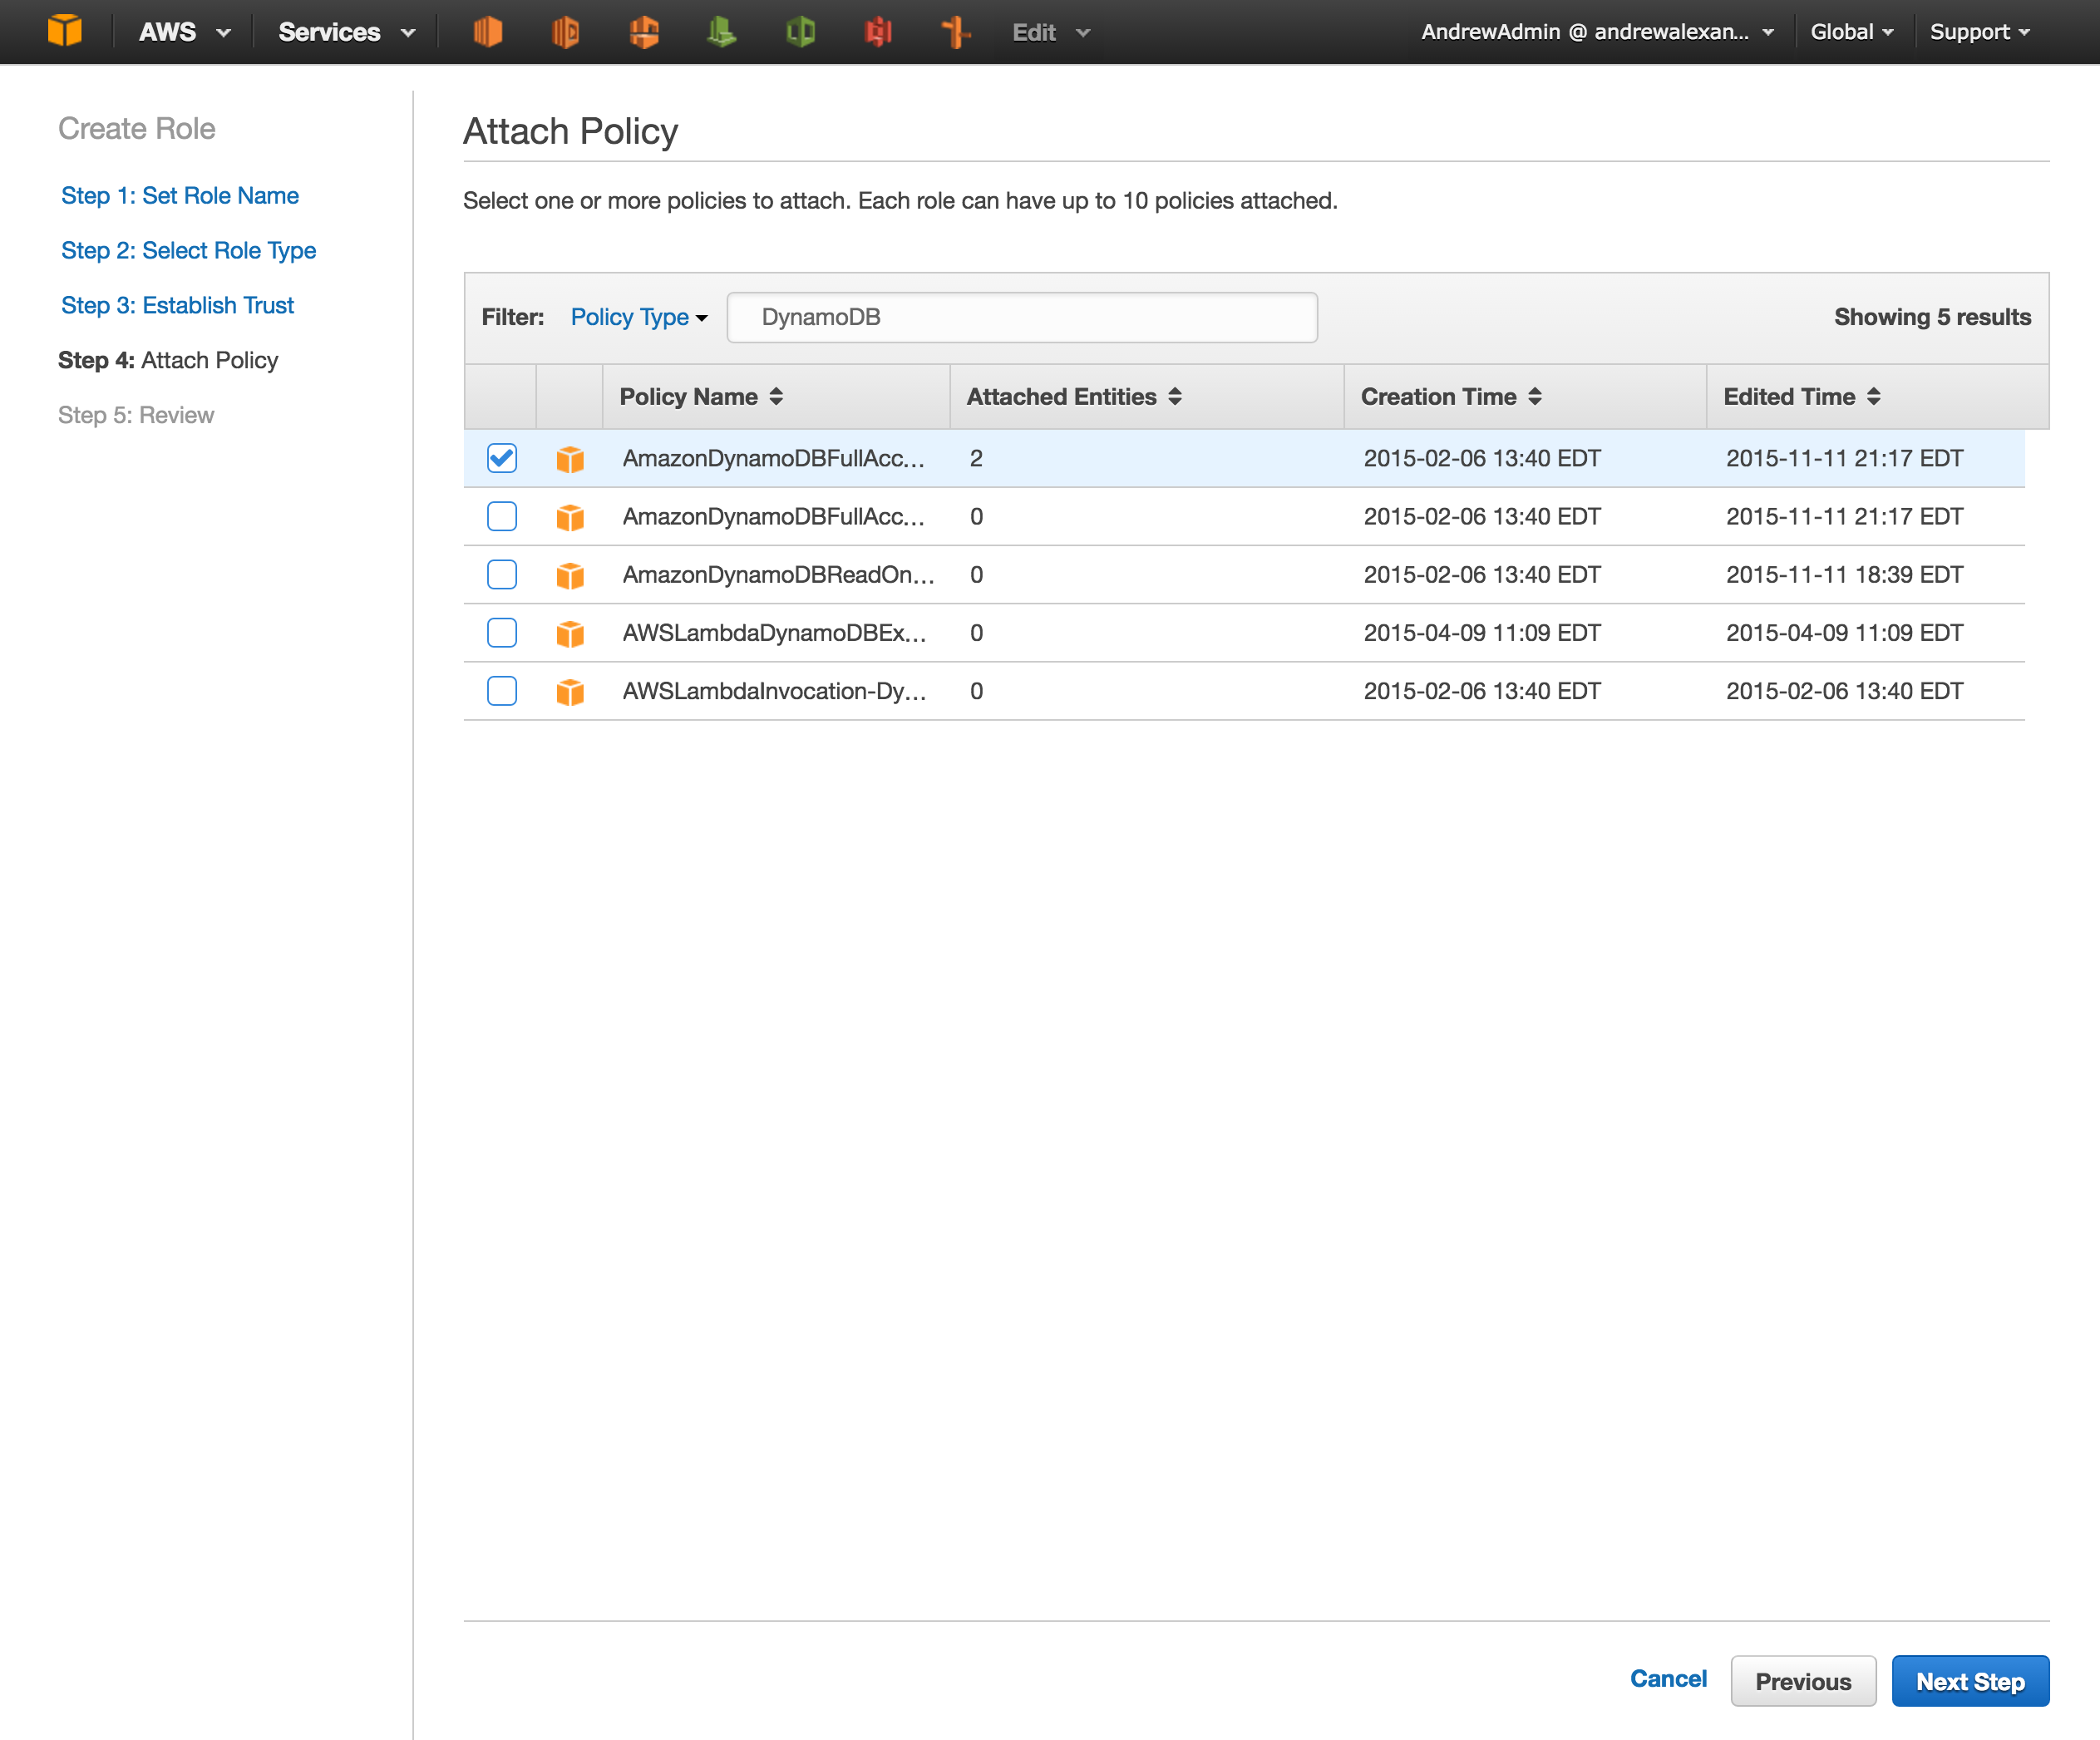 AWS Services Edit AndrewAdmin @ andrewalexan... Global Support
Create Role
Step 1: Set Role Name
Step 2: Select Role Type
Step 3: Establish Trust
Step 4: Attach Policy
Step 5: Review
Attach Policy
Select one or more policies to attach. Each role can have up to 10 policies attached.
Filter: Policy Type DynamoDB Showing 5 results
Policy Name Attached Entities Creation Time Edited Time
AmazonDynamoDBFullAcc... 2 2015-02-06 13:40 EDT 2015-11-11 21:17 EDT
AmazonDynamoDBFullAcc... 0 2015-02-06 13:40 EDT 2015-11-11 21:17 EDT
AmazonDynamoDBReadOn... 0 2015-02-06 13:40 EDT 2015-11-11 18:39 EDT
AWSLambdaDynamoDBEx... 0 2015-04-09 11:09 EDT 2015-04-09 11:09 EDT
AWSLambdaInvocation-Dy... 0 2015-02-06 13:40 EDT 2015-02-06 13:40 EDT
Cancel Previous Next Step